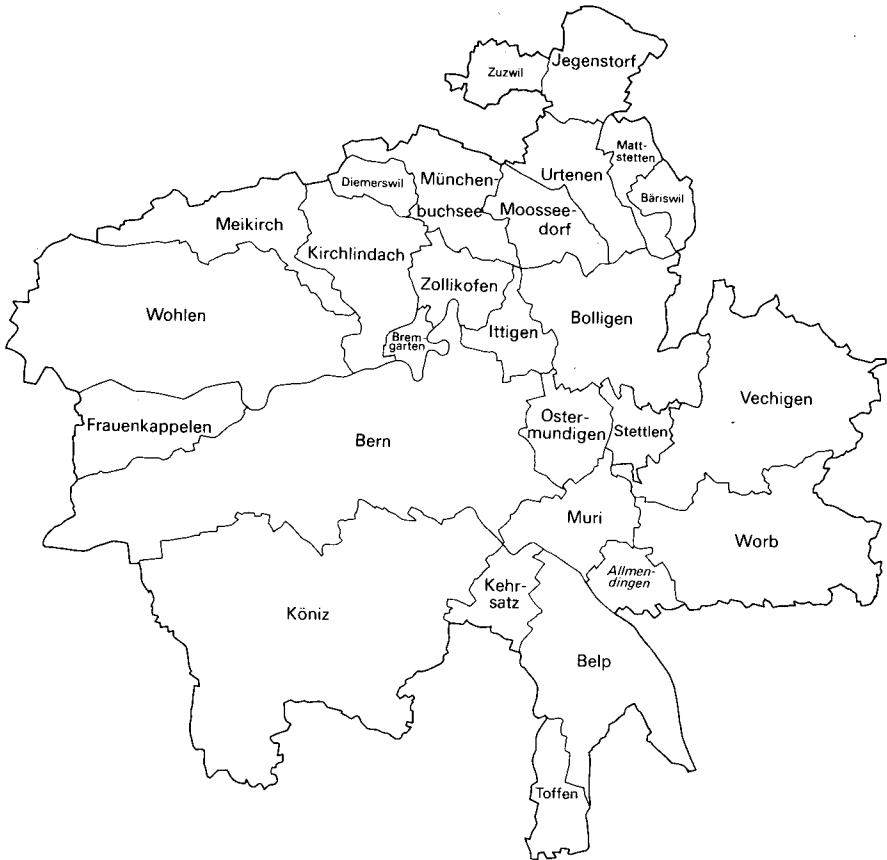 Jegenstorf
Zuzwil
Matt-
stetten
Urtenen
München-
buchsee
Diemerswil
Bäriswil
Moossee-
dorf
Meikirch
Kirchlindach
Zollikofen
Wohlen
Bolligen
Ittigen
Brem-
garten
Vechigen
Frauenkappelen
Oster-
mundigen
Stettlen
Bern
Muri
Worb
Allmen-
dingen
Kehr-
satz
Köniz
Belp
Toffen